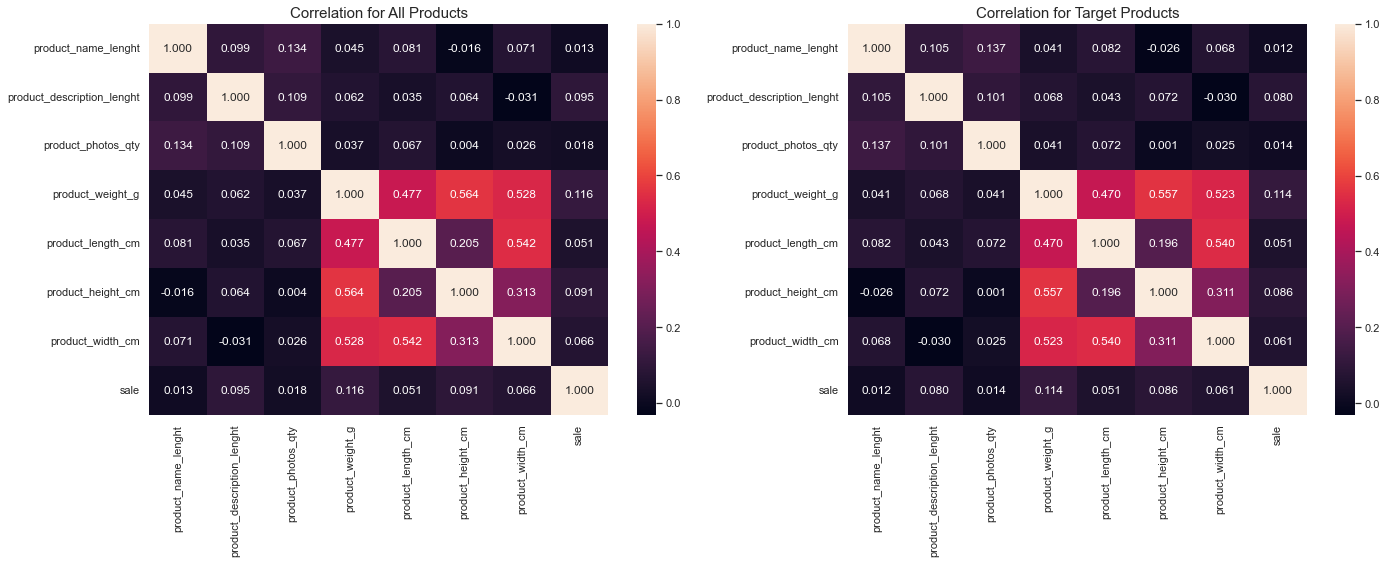 Correlation for All Products
product_name_lenght 1.000 0.099 0.134 0.045 0.081 -0.016 0.071 0.013
product_description_lenght 0.099 1.000 0.109 0.062 0.035 0.064 -0.031 0.095
product_photos_qty 0.134 0.109 1.000 0.037 0.067 0.004 0.026 0.018
product_weight_g 0.045 0.062 0.037 1.000 0.477 0.564 0.528 0.116
product_length_cm 0.081 0.035 0.067 0.477 1.000 0.205 0.542 0.051
product_height_cm -0.016 0.064 0.004 0.564 0.205 1.000 0.313 0.091
product_width_cm 0.071 -0.031 0.026 0.528 0.542 0.313 1.000 0.066
sale 0.013 0.095 0.018 0.116 0.051 0.091 0.066 1.000
product_name_lenght
product_description_lenght
product_photos_qty
product_weight_g
product_length_cm
product_height_cm
product_width_cm
sale
1.0
0.8
0.6
0.4
0.2
0.0
Correlation for Target Products
product_name_lenght 1.000 0.105 0.137 0.041 0.082 -0.026 0.068 0.012
product_description_lenght 0.105 1.000 0.101 0.068 0.043 0.072 -0.030 0.080
product_photos_qty 0.137 0.101 1.000 0.041 0.072 0.001 0.025 0.014
product_weight_g 0.041 0.068 0.041 1.000 0.470 0.557 0.523 0.114
product_length_cm 0.082 0.043 0.072 0.470 1.000 0.196 0.540 0.051
product_height_cm -0.026 0.072 0.001 0.557 0.196 1.000 0.311 0.086
product_width_cm 0.068 -0.030 0.025 0.523 0.540 0.311 1.000 0.061
sale 0.012 0.080 0.014 0.114 0.051 0.086 0.061 1.000
product_name_lenght
product_description_lenght
product_photos_qty
product_weight_g
product_length_cm
product_height_cm
product_width_cm
sale
1.0
0.8
0.6
0.4
0.2
0.0